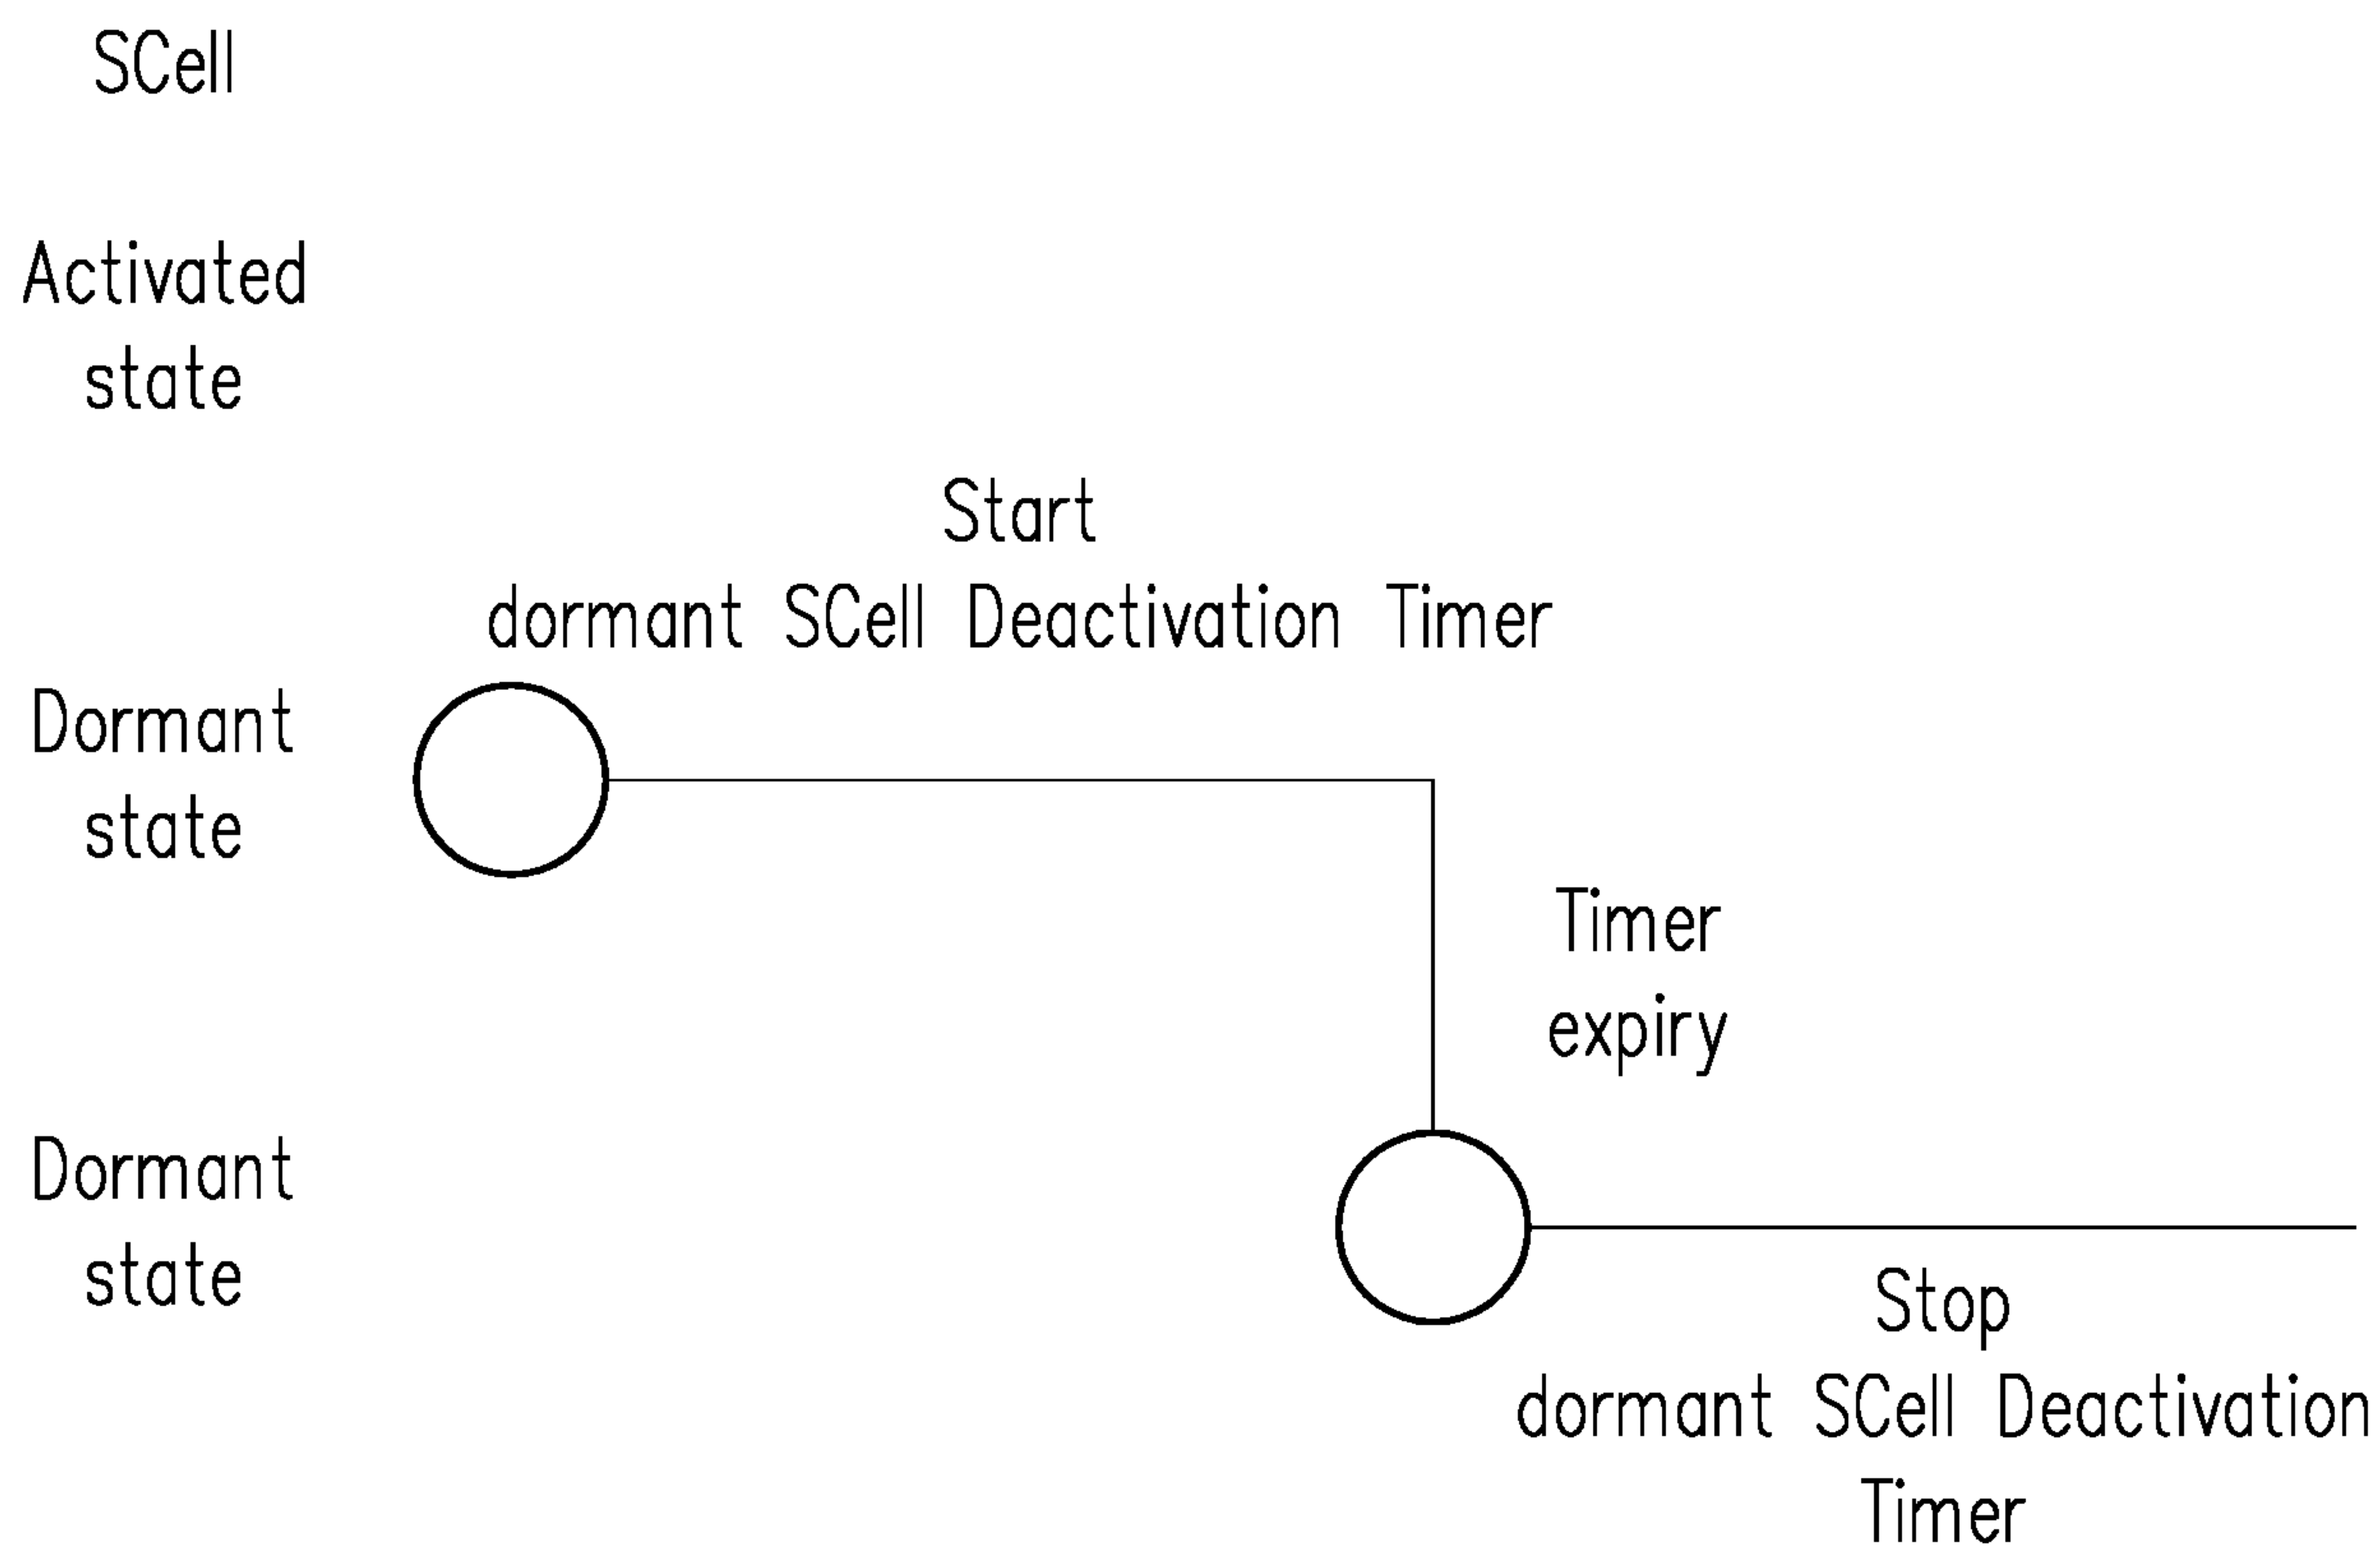 SCell
Activated
state
Start
dormant SCell Deactivation Timer
Dormant
state
Timer
expiry
Dormant
state
Stop
dormant SCell Deactivation
Timer